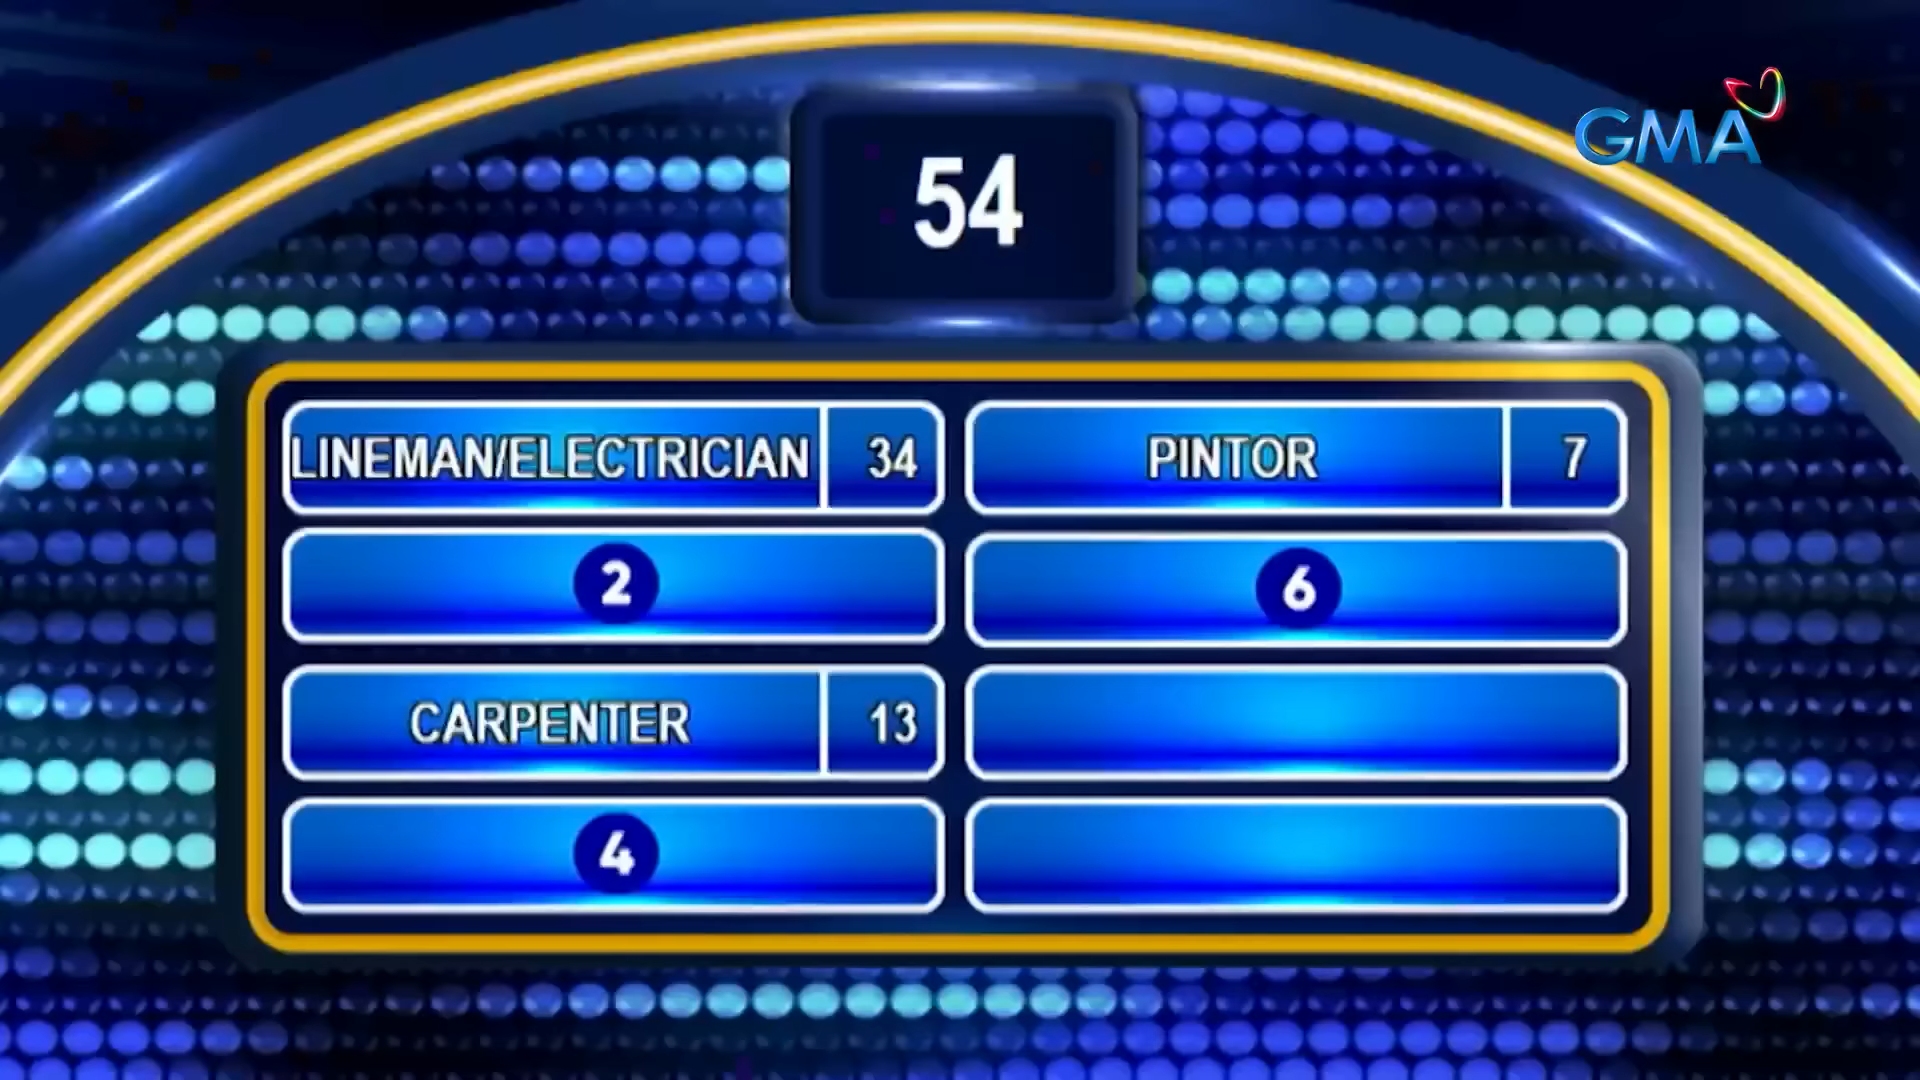 GMA
54
LINEMAN/ELECTRICIAN 34
2
CARPENTER 13
4
PINTOR 7
6